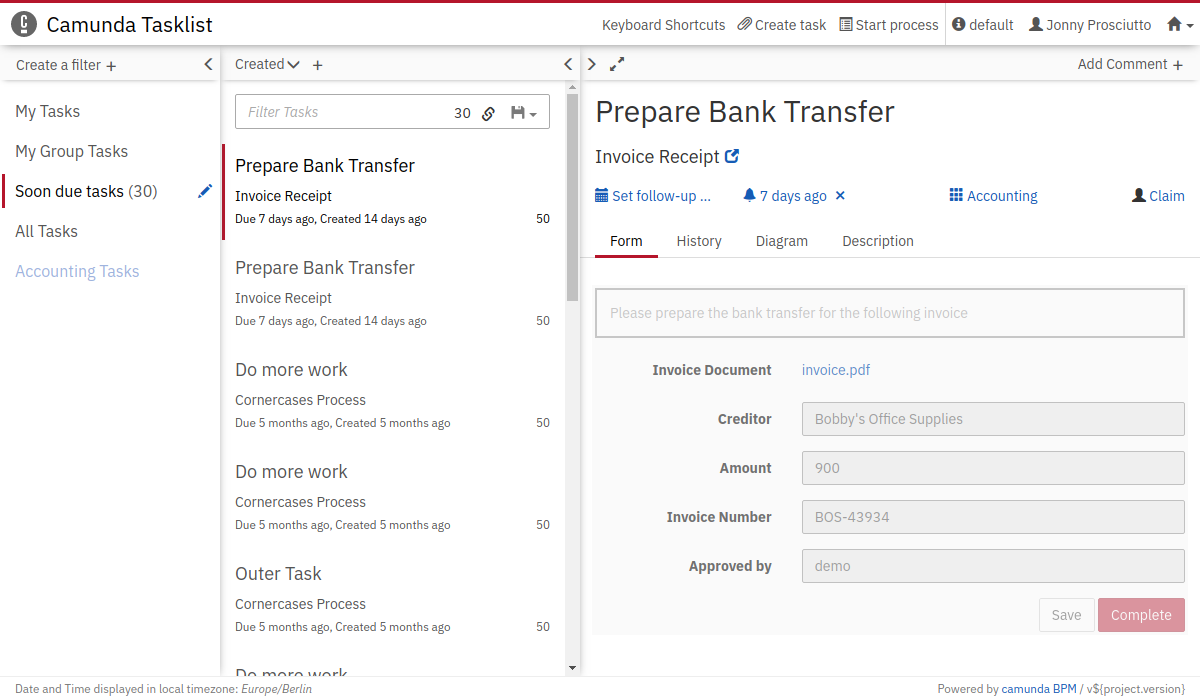 Camunda Tasklist
Keyboard Shortcuts Create task Start process default Jonny Prosciutto
Create a filter +
My Tasks
My Group Tasks
Soon due tasks (30)
All Tasks
Accounting Tasks
Created +
Filter Tasks 30
Prepare Bank Transfer
Invoice Receipt
Due 7 days ago, Created 14 days ago 50
Prepare Bank Transfer
Invoice Receipt
Due 7 days ago, Created 14 days ago 50
Do more work
Cornercases Process
Due 5 months ago, Created 5 months ago 50
Do more work
Cornercases Process
Due 5 months ago, Created 5 months ago 50
Outer Task
Cornercases Process
Due 5 months ago, Created 5 months ago 50
Do more work
Add Comment +
Prepare Bank Transfer
Invoice Receipt
Set follow-up ... 7 days ago × Accounting Claim
Form History Diagram Description
Please prepare the bank transfer for the following invoice
Invoice Document invoice.pdf
Creditor Bobby's Office Supplies
Amount 900
Invoice Number BOS-43934
Approved by demo
Save Complete
Date and Time displayed in local timezone: Europe/Berlin
Powered by camunda BPM / v${project.version}